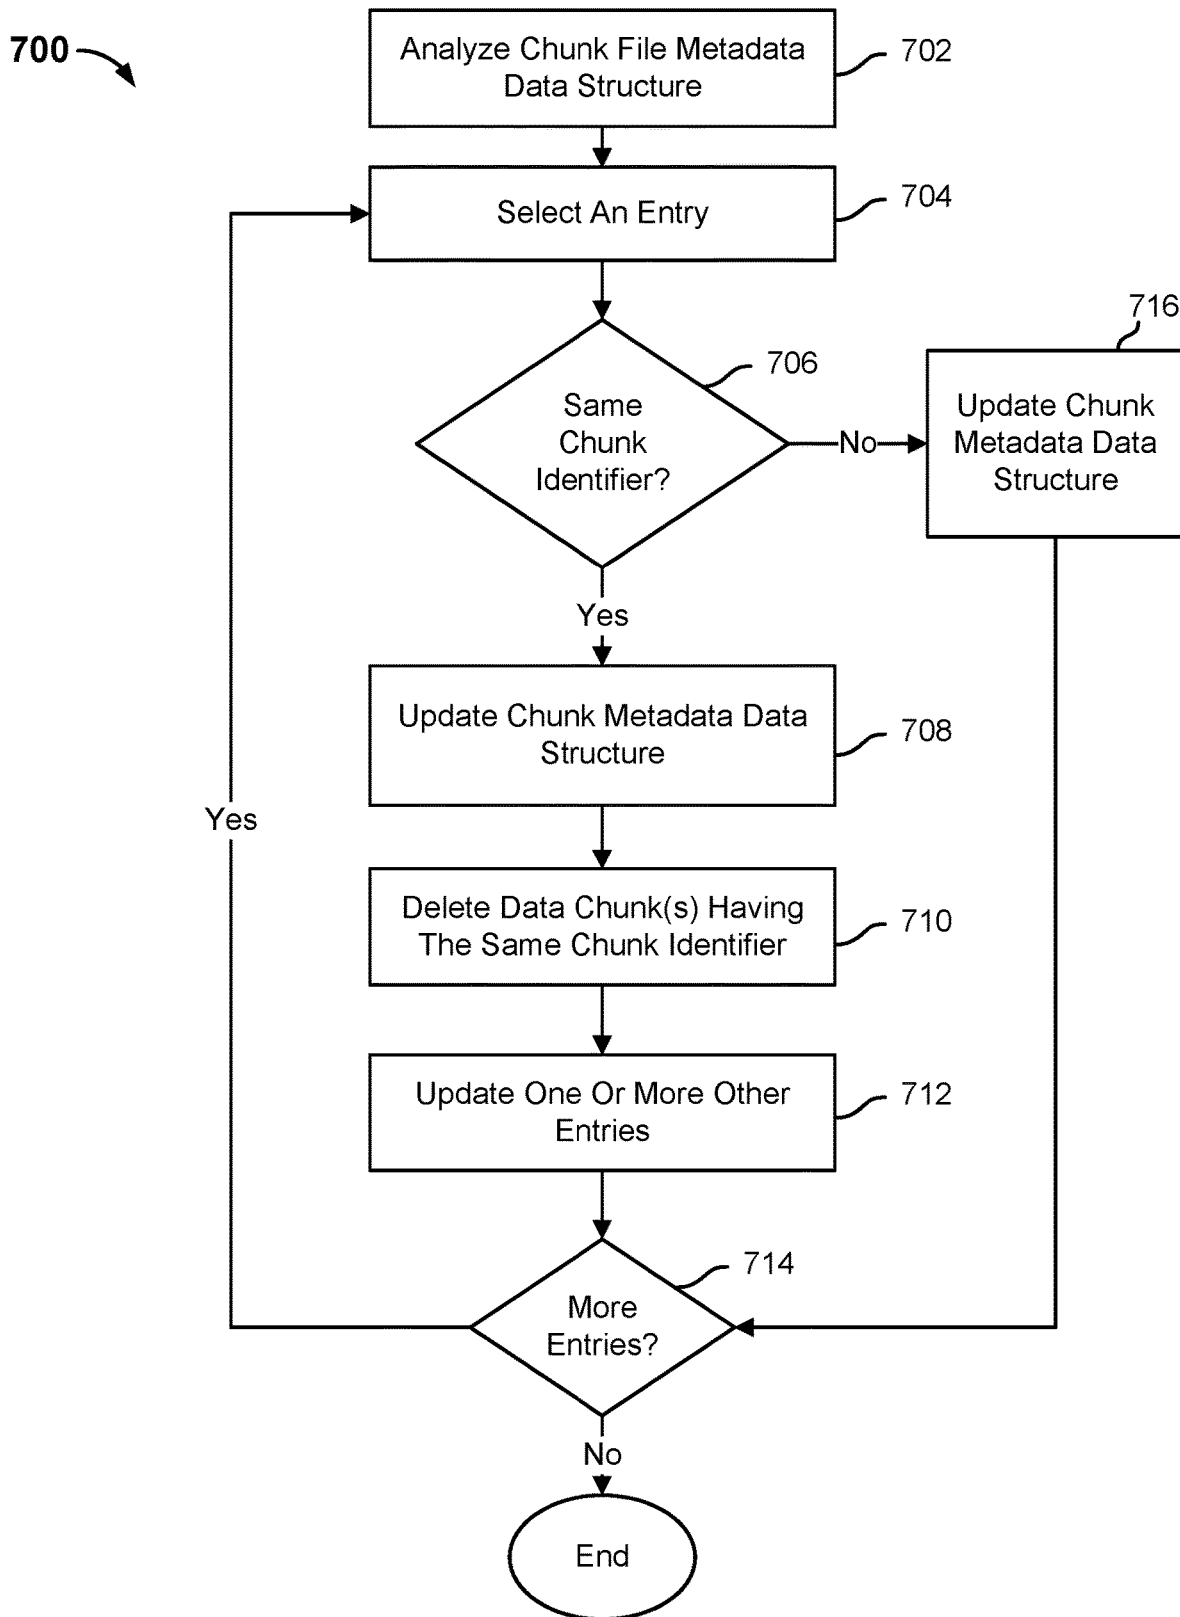 700
Analyze Chunk File Metadata
Data Structure
702
Select An Entry
704
716
706
Same
Chunk
Identifier?
No
Update Chunk
Metadata Data
Structure
Yes
Update Chunk Metadata Data
Structure
708
Yes
Delete Data Chunk(s) Having
The Same Chunk Identifier
710
Update One Or More Other
Entries
712
714
More
Entries?
No
End